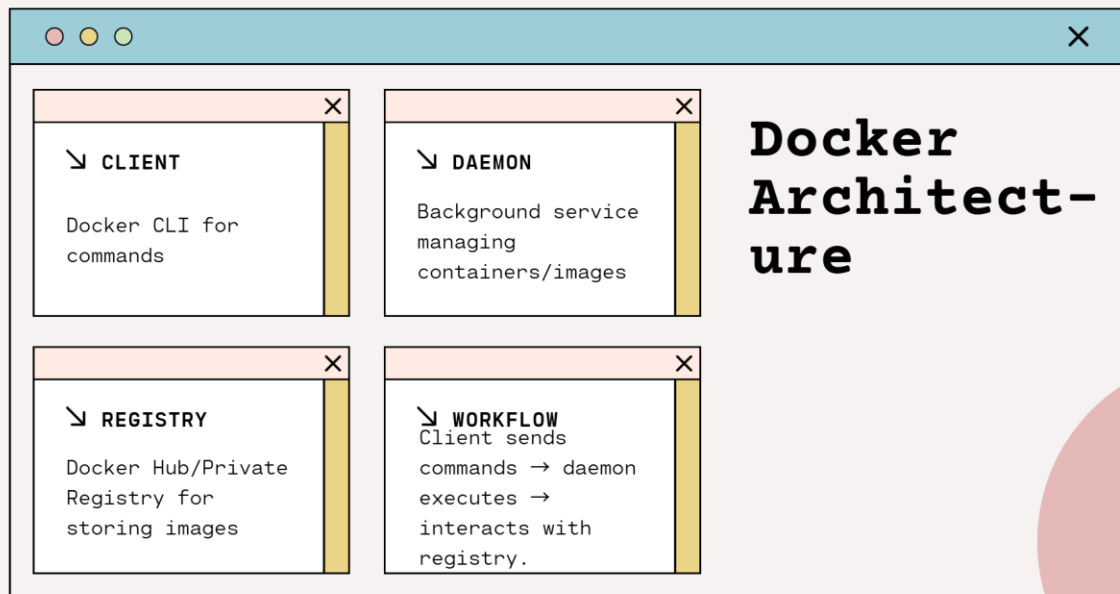 CLIENT
Docker CLI for
commands
DAEMON
Background service
managing
containers/images
Docker
Architect-
ure
REGISTRY
Docker Hub/Private
Registry for
storing images
WORKFLOW
Client sends
commands → daemon
executes →
interacts with
registry.